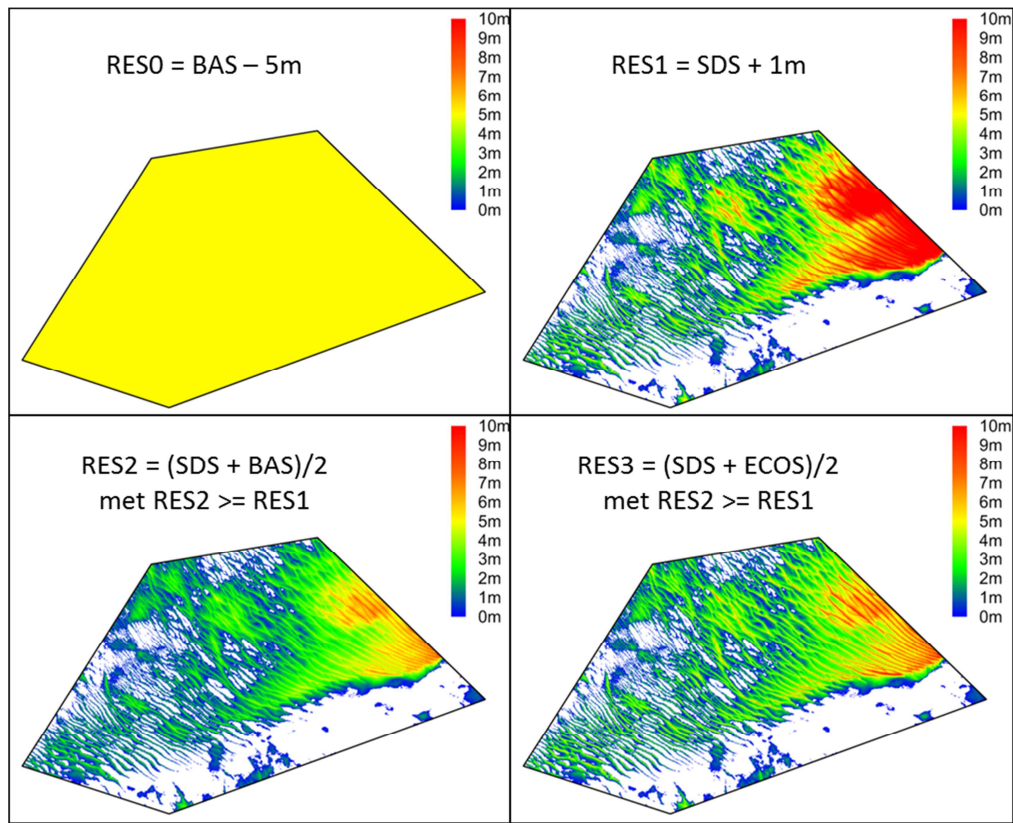 RES0 = BAS – 5m
10m
9m
8m
7m
6m
5m
4m
3m
2m
1m
0m
RES1 = SDS + 1m
10m
9m
8m
7m
6m
5m
4m
3m
2m
1m
0m
RES2 = (SDS + BAS)/2
met RES2 >= RES1
10m
9m
8m
7m
6m
5m
4m
3m
2m
1m
0m
RES3 = (SDS + ECOS)/2
met RES2 >= RES1
10m
9m
8m
7m
6m
5m
4m
3m
2m
1m
0m